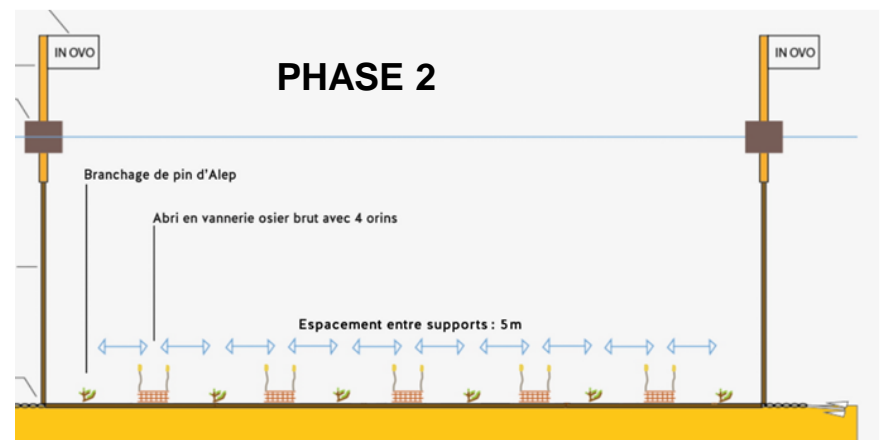 IN OVO
IN OVO
PHASE 2
Branchage de pin d'Alep
Abri en vannerie osier brut avec 4 orins
Espacement entre supports : 5m